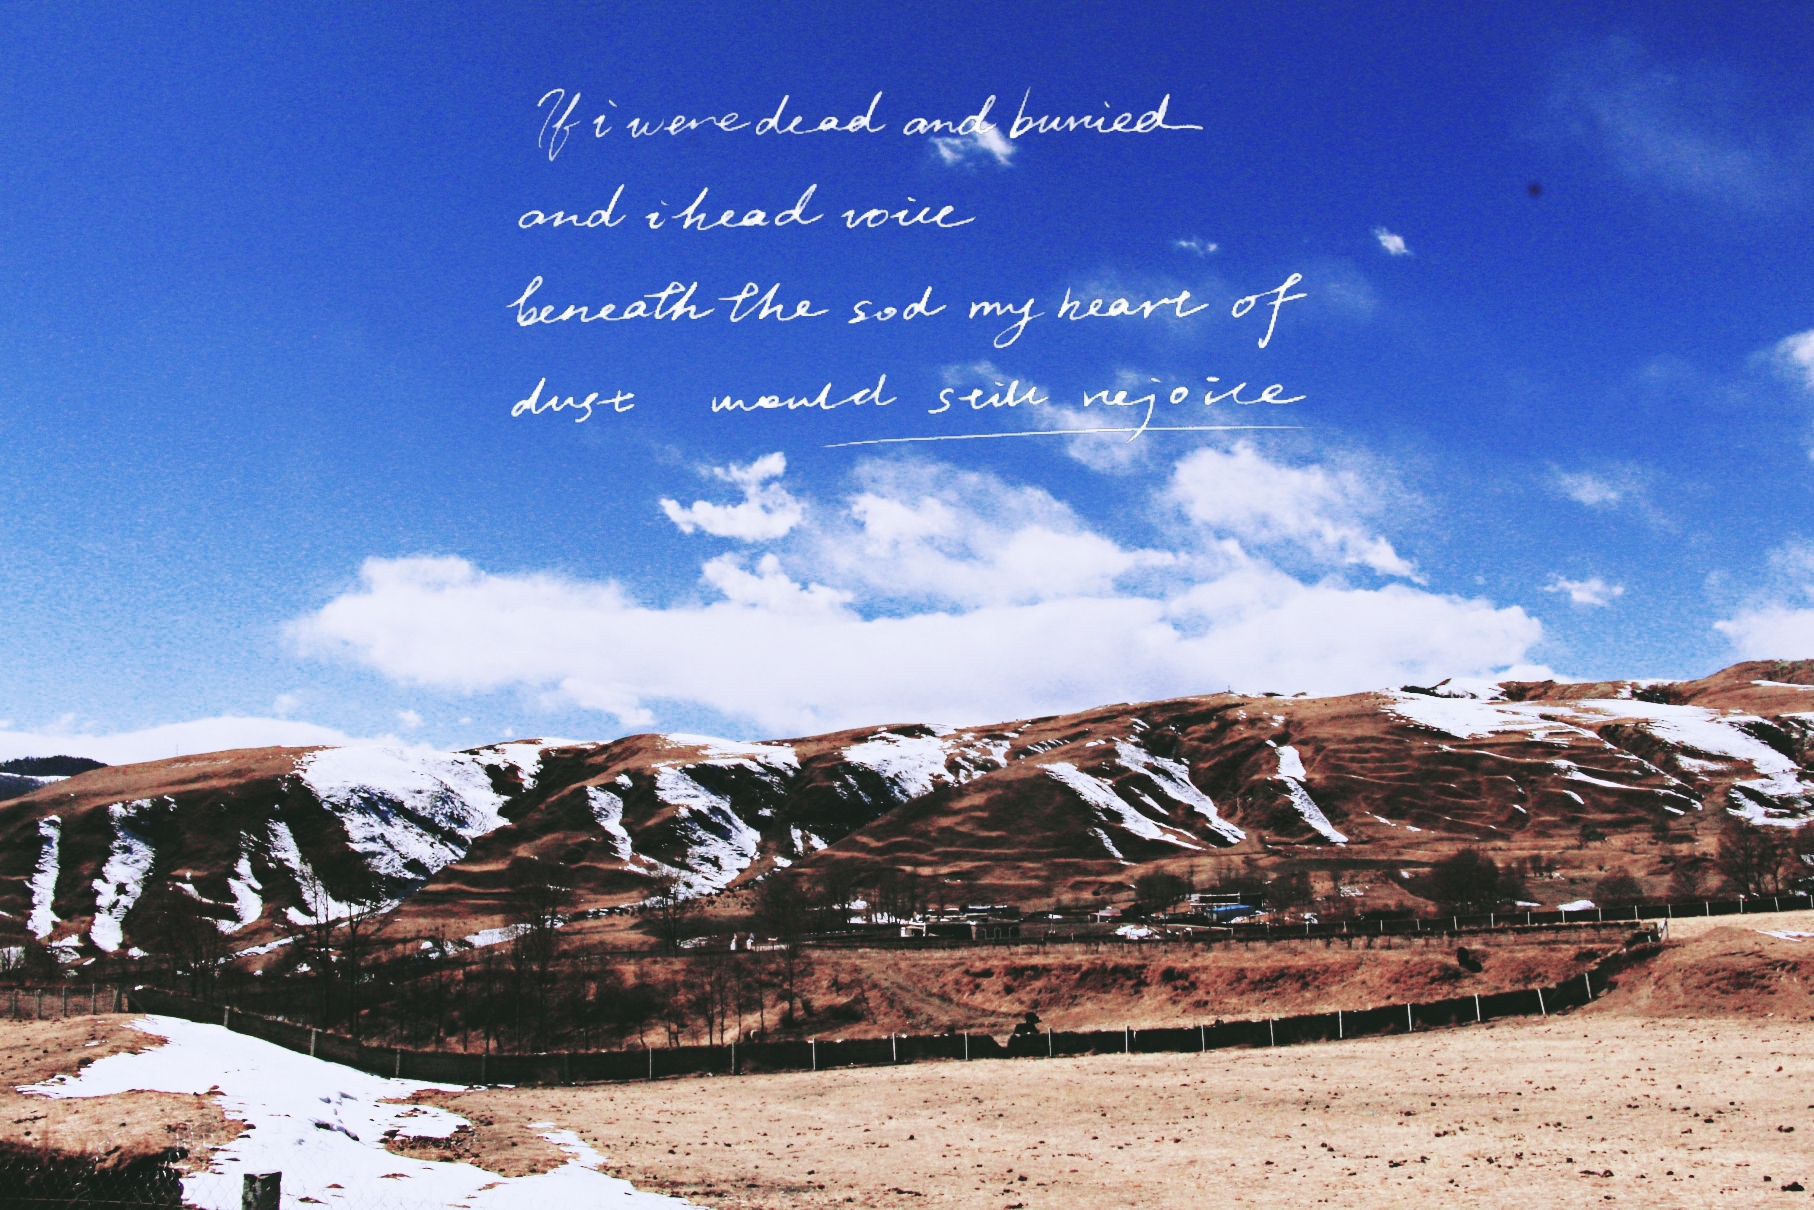 If i were dead and buried
and i head voice
beneath the sod my heart of
dust would still rejoice